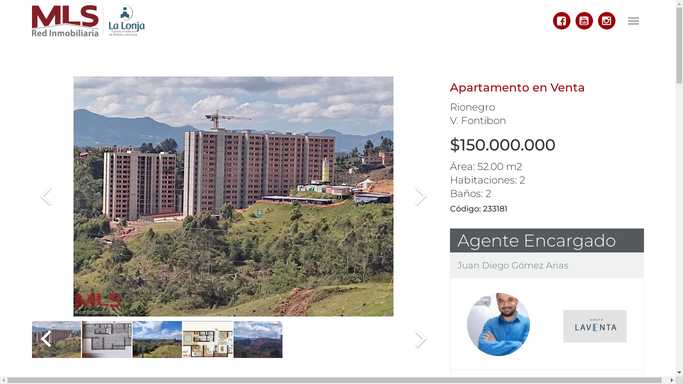 MLS
Red Inmobiliaria
La Lonja
Apartamento en Venta
Rionegro
V. Fontibon
$150.000.000
Área: 52.00 m2
Habitaciones: 2
Baños: 2
Código: 233181
Agente Encargado
Juan Diego Gómez Arias
MLS
LAVENTA